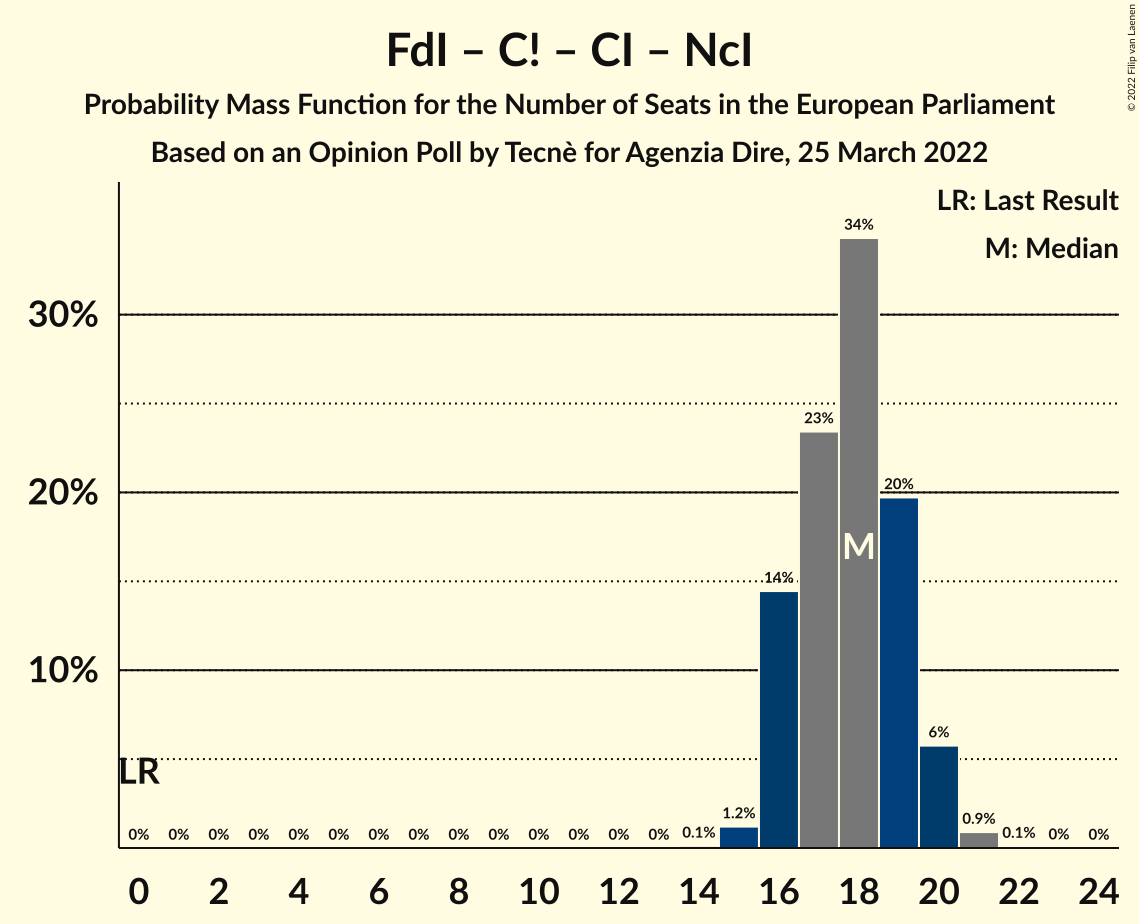 FdI – C! – CI – NcI
Probability Mass Function for the Number of Seats in the European Parliament
Based on an Opinion Poll by Tecnè for Agenzia Dire, 25 March 2022
© 2022 Filip van Laenen
LR: Last Result
M: Median
34%
30%
23%
20%
20%
M
14%
10%
6%
LR
0% 0% 0% 0% 0% 0% 0% 0% 0% 0% 0% 0% 0% 0% 0.1% 1.2% 0.9% 0.1% 0% 0%
0 2 4 6 8 10 12 14 16 18 20 22 24